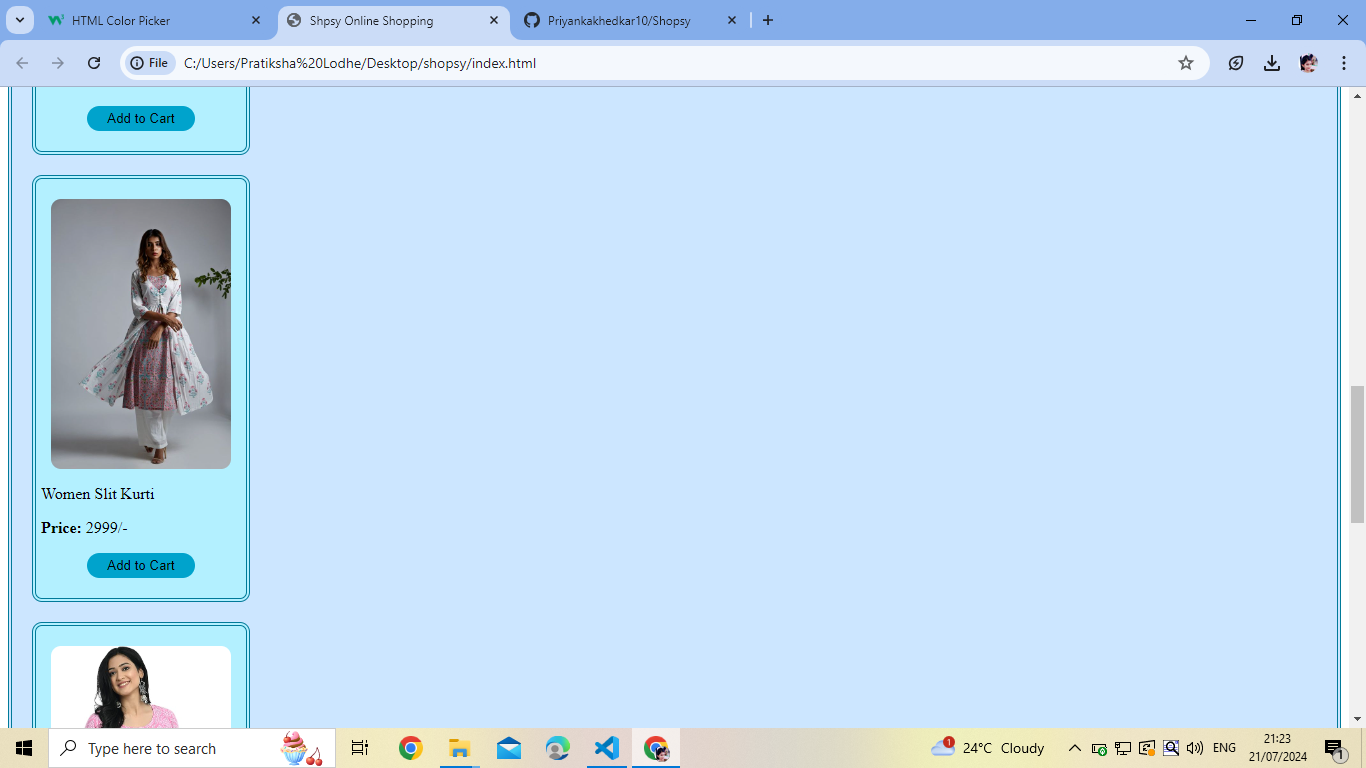 HTML Color Picker
Shpsy Online Shopping
Priyankakhedkar10/Shopsy
File
C:/Users/Pratiksha%20Lodhe/Desktop/shopsy/index.html
Add to Cart
Women Slit Kurti
Price: 2999/-
Add to Cart
Type here to search
1
24°C Cloudy
ENG
21:23
21/07/2024
1